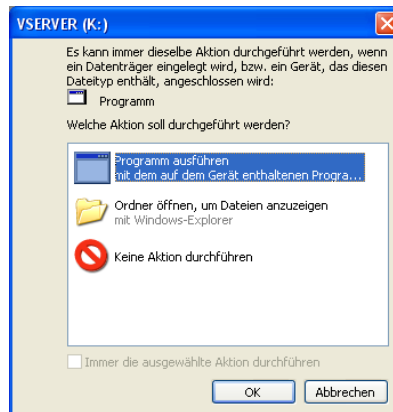 VSERVER (K:)
Es kann immer dieselbe Aktion durchgeführt werden, wenn
ein Datenträger eingelegt wird, bzw. ein Gerät, das diesen
Dateityp enthält, angeschlossen wird:
Programm
Welche Aktion soll durchgeführt werden?
Programm ausführen
mit dem auf dem Gerät enthaltenen Progra...
Ordner öffnen, um Dateien anzuzeigen
mit Windows-Explorer
Keine Aktion durchführen
Immer die ausgewählte Aktion durchführen
OK
Abbrechen